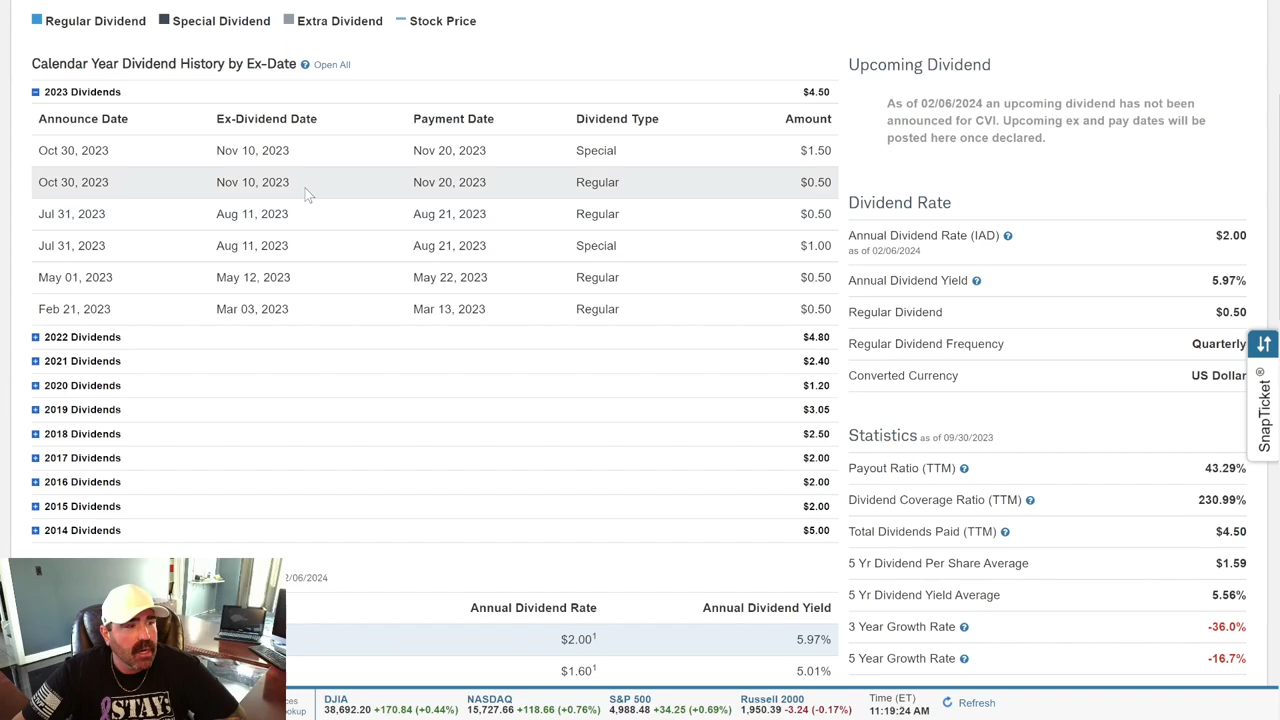 Regular Dividend Special Dividend Extra Dividend Stock Price
Calendar Year Dividend History by Ex-Date ? Open All
2023 Dividends $4.50
Announce Date Ex-Dividend Date Payment Date Dividend Type Amount
Oct 30, 2023 Nov 10, 2023 Nov 20, 2023 Special $1.50
Oct 30, 2023 Nov 10, 2023 Nov 20, 2023 Regular $0.50
Jul 31, 2023 Aug 11, 2023 Aug 21, 2023 Regular $0.50
Jul 31, 2023 Aug 11, 2023 Aug 21, 2023 Special $1.00
May 01, 2023 May 12, 2023 May 22, 2023 Regular $0.50
Feb 21, 2023 Mar 03, 2023 Mar 13, 2023 Regular $0.50
2022 Dividends $4.80
2021 Dividends $2.40
2020 Dividends $1.20
2019 Dividends $3.05
2018 Dividends $2.50
2017 Dividends $2.00
2016 Dividends $2.00
2015 Dividends $2.00
2014 Dividends $5.00
2/06/2024
Annual Dividend Rate Annual Dividend Yield
$2.00¹ 5.97%
$1.60¹ 5.01%
Upcoming Dividend
As of 02/06/2024 an upcoming dividend has not been
announced for CVI. Upcoming ex and pay dates will be
posted here once declared.
Dividend Rate
Annual Dividend Rate (IAD) ? $2.00
as of 02/06/2024
Annual Dividend Yield ? 5.97%
Regular Dividend $0.50
Regular Dividend Frequency Quarterly
Converted Currency US Dollar
Statistics as of 09/30/2023
Payout Ratio (TTM) ? 43.29%
Dividend Coverage Ratio (TTM) ? 230.99%
Total Dividends Paid (TTM) ? $4.50
5 Yr Dividend Per Share Average $1.59
5 Yr Dividend Yield Average 5.56%
3 Year Growth Rate ? -36.0%
5 Year Growth Rate ? -16.7%
SnapTicket ®
STAY
DJIA NASDAQ S&P 500 Russell 2000 Time (ET) Refresh
38,692.20 +170.84 (+0.44%) 15,727.66 +118.66 (+0.76%) 4,988.48 +34.25 (+0.69%) 1,950.39 -3.24 (-0.17%) 11:19:24 AM